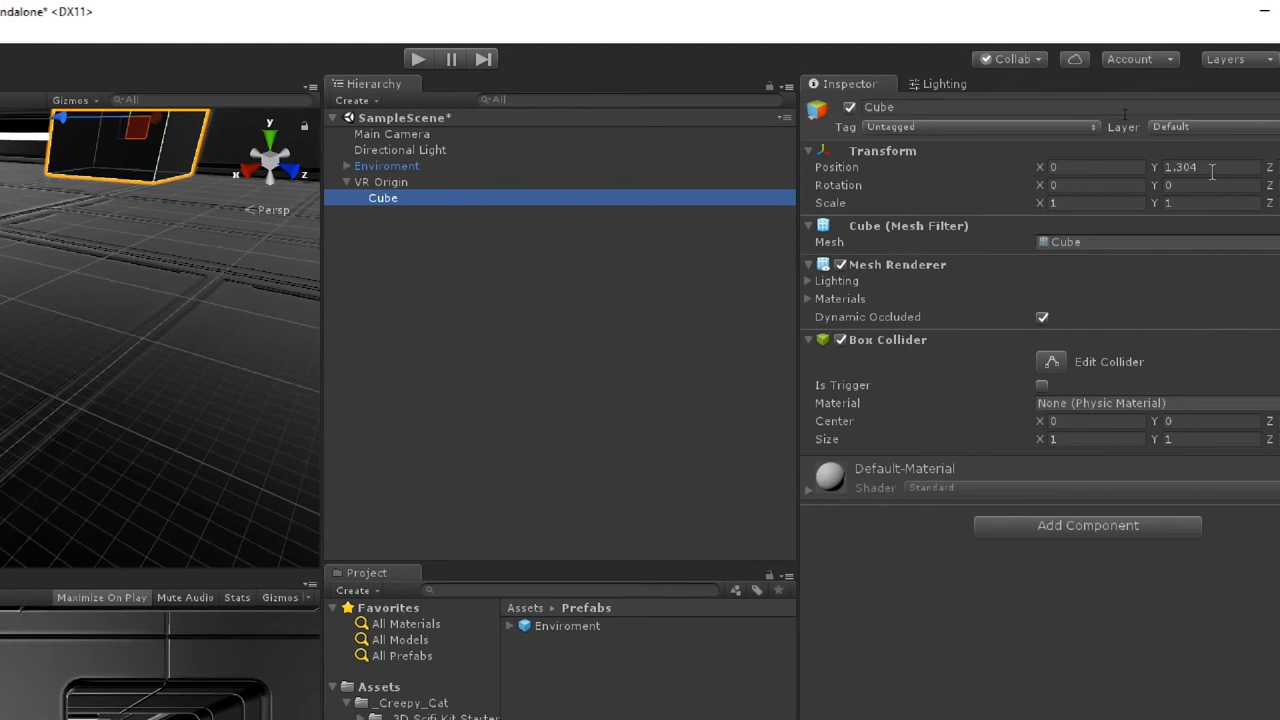 ndalone* <DX11>
Collab
Account
Layers
Gizmos
All
y
x
z
Persp
Hierarchy
Create
All
SampleScene*
Main Camera
Directional Light
Enviroment
VR Origin
Cube
Inspector
Lighting
Cube
Tag Untagged Layer Default
Transform
Position X 0 Y 1.304 Z
Rotation X 0 Y 0 Z
Scale X 1 Y 1 Z
Cube (Mesh Filter)
Mesh Cube
Mesh Renderer
Lighting
Materials
Dynamic Occluded
Box Collider
Edit Collider
Is Trigger
Material None (Physic Material)
Center X 0 Y 0 Z
Size X 1 Y 1 Z
Default-Material
Shader Standard
Add Component
Maximize On Play Mute Audio Stats Gizmos
Project
Create
Favorites
All Materials
All Models
All Prefabs
Assets
_Creepy_Cat
3D Scifi Kit Starter
Assets Prefabs
Enviroment